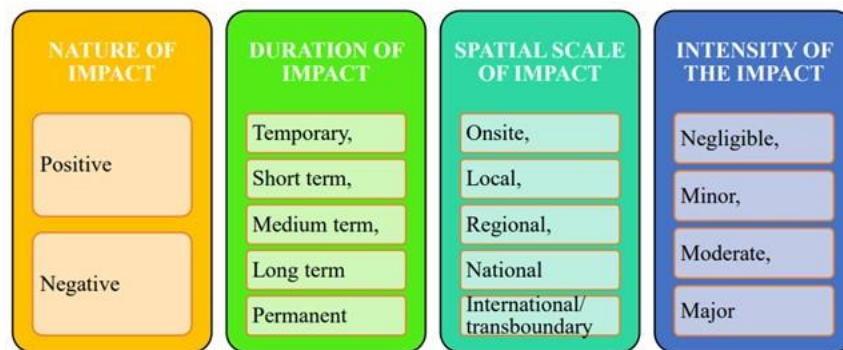 NATURE OF
IMPACT
Positive
Negative
DURATION OF
IMPACT
Temporary,
Short term,
Medium term,
Long term
Permanent
SPATIAL SCALE
OF IMPACT
Onsite,
Local,
Regional,
National
International/
transboundary
INTENSITY OF
THE IMPACT
Negligible,
Minor,
Moderate,
Major